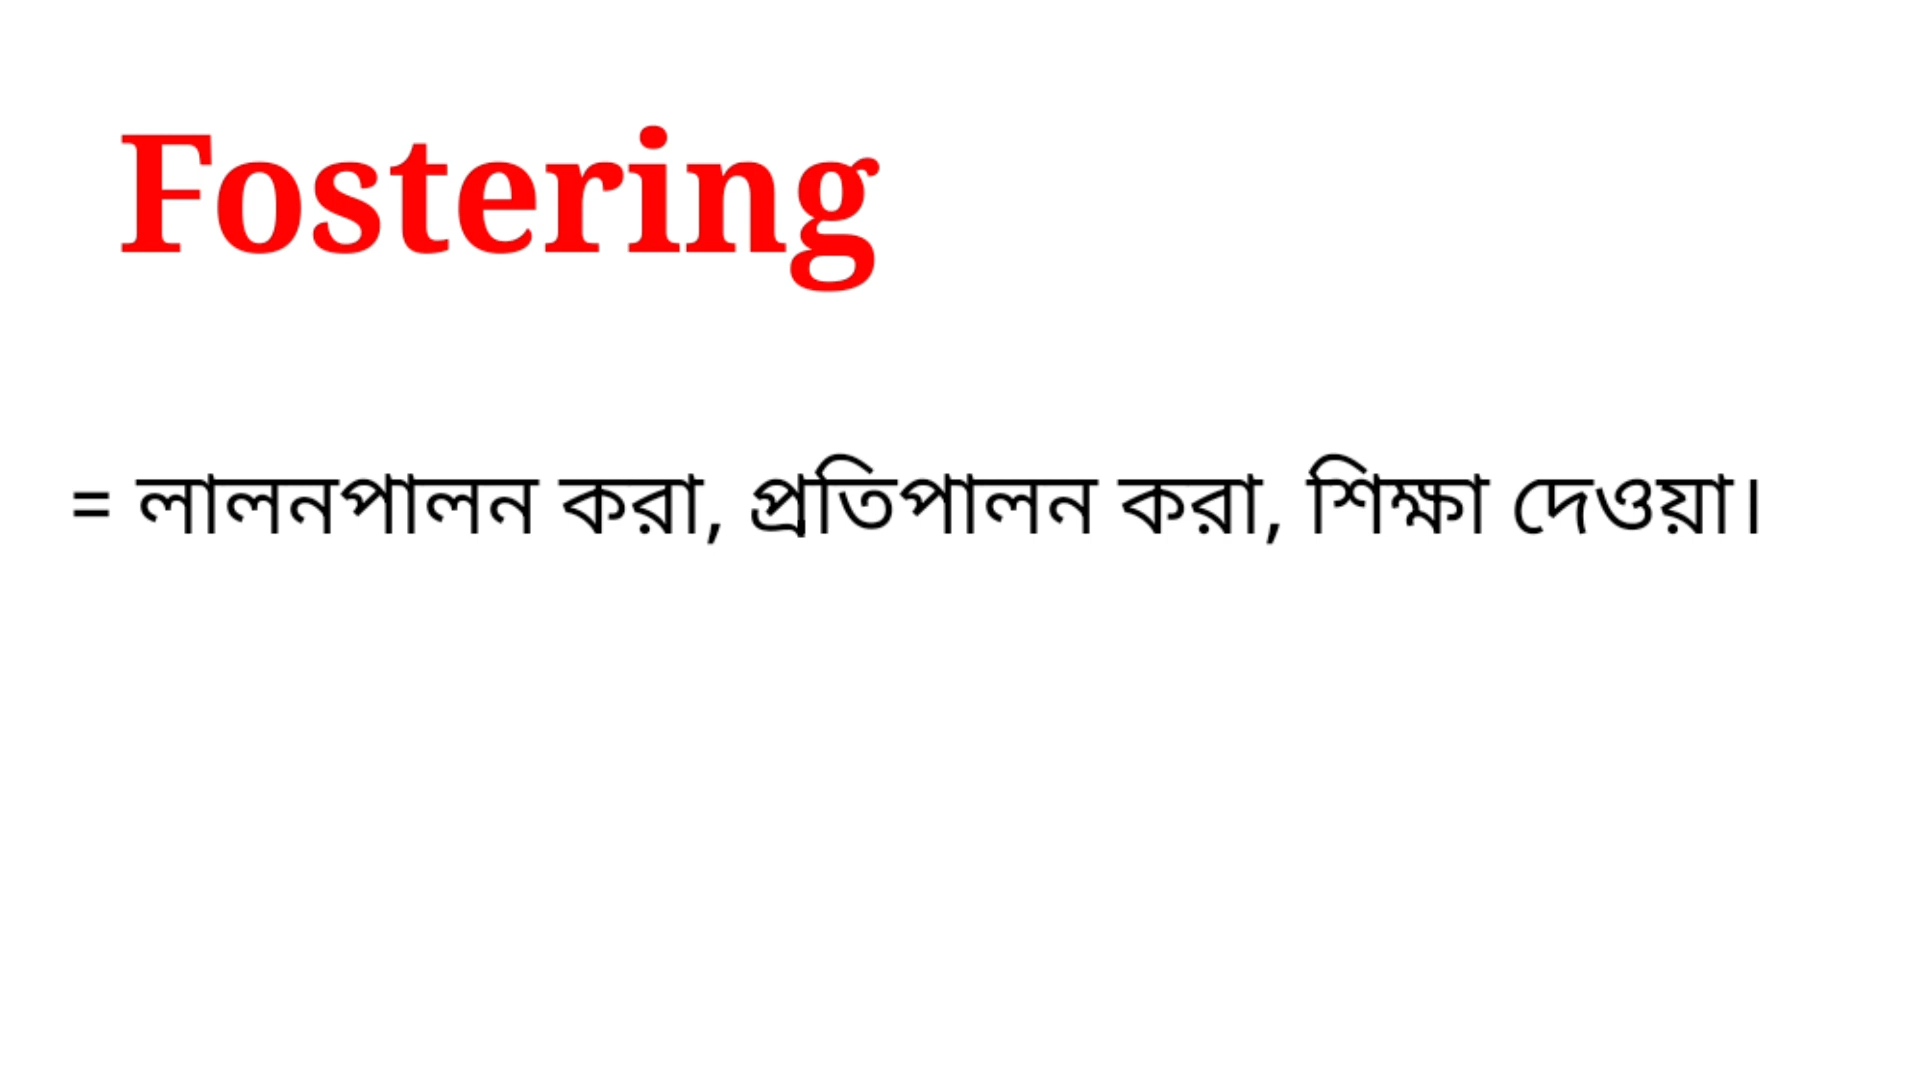 Fostering
= লালনপালন করা, প্রতিপালন করা, শিক্ষা দেওয়া।